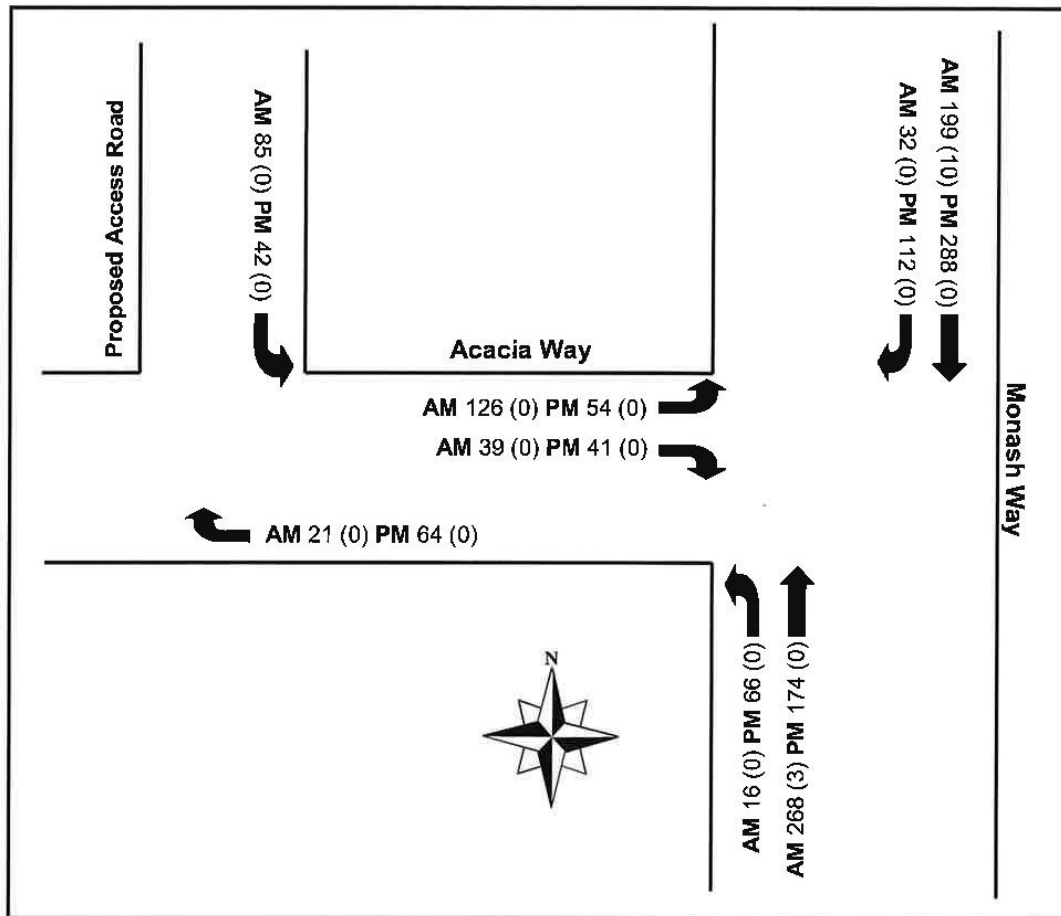 Proposed Access Road
AM 85 (0) PM 42 (0)
AM 32 (0) PM 112 (0)
AM 199 (10) PM 288 (0)
Acacia Way
AM 126 (0) PM 54 (0)
AM 39 (0) PM 41 (0)
Monash Way
AM 21 (0) PM 64 (0)
AM 16 (0) PM 66 (0)
AM 268 (3) PM 174 (0)
N